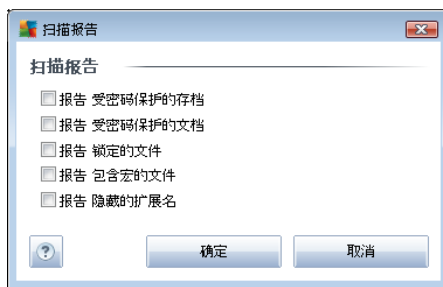 扫描报告
扫描报告
报告 受密码保护的存档
报告 受密码保护的文档
报告 锁定的文件
报告 包含宏的文件
报告 隐藏的扩展名
? 确定 取消